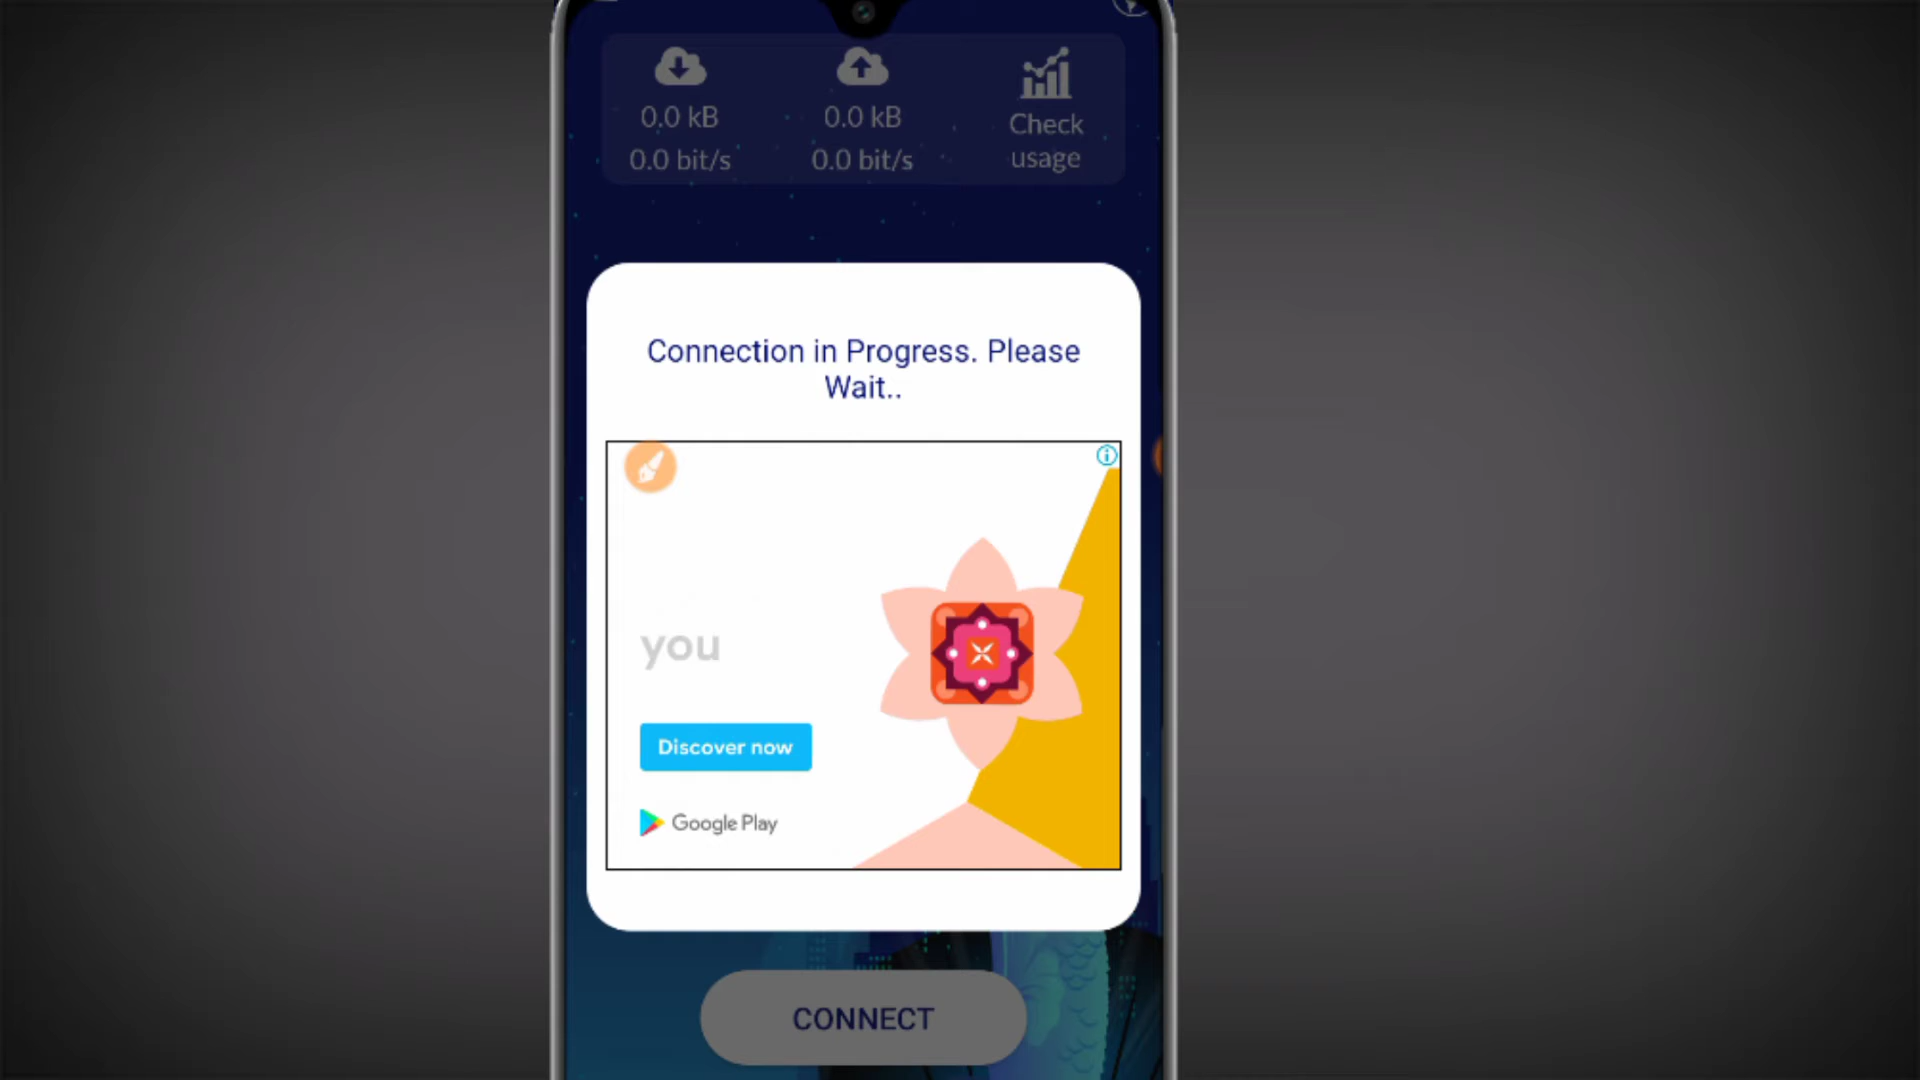 0.0 kB
0.0 bit/s
0.0 kB
0.0 bit/s
Check
usage
Connection in Progress. Please
Wait..
you
Discover now
Google Play
CONNECT